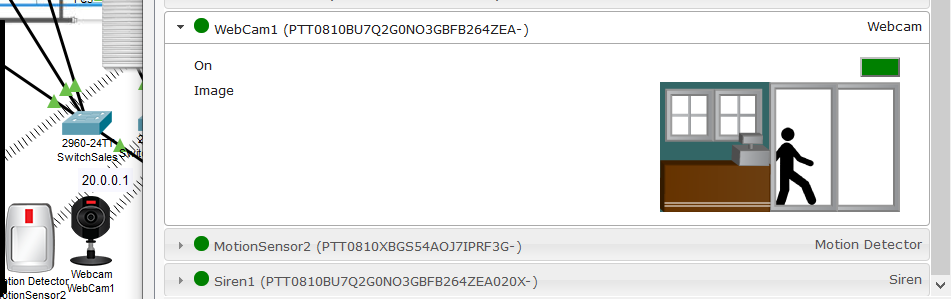 WebCam1 (PTT0810BU7Q2G0NO3GBFB264ZEA-)
Webcam
On
Image
MotionSensor2 (PTT0810XBGS54AOJ7IPRF3G-)
Motion Detector
Siren1 (PTT0810BU7Q2G0NO3GBFB264ZEA020X-)
Siren
2960-24TT
SwitchSales
20.0.0.1
Webcam
WebCam1
otion Detector
otionSensor2